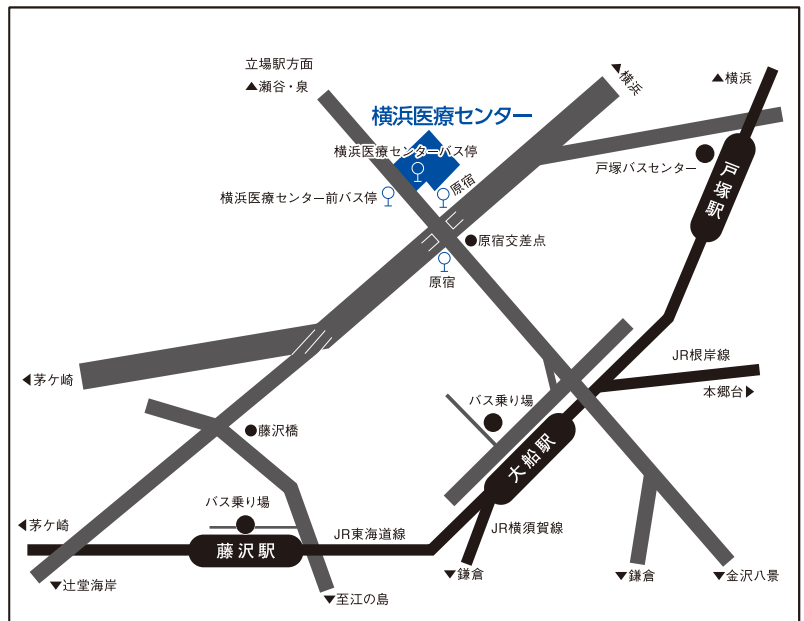 立場駅方面
▲瀬谷・泉
▲横浜
▲横浜
横浜医療センター
横浜医療センターバス停
戸塚バスセンター
戸塚駅
横浜医療センター前バス停
原宿
原宿交差点
原宿
JR根岸線
本郷台▶
◀茅ケ崎
バス乗り場
藤沢橋
大船駅
バス乗り場
◀茅ケ崎
JR東海道線
JR横須賀線
藤沢駅
▼辻堂海岸
▼至江の島
▼鎌倉
▼鎌倉
▼金沢八景